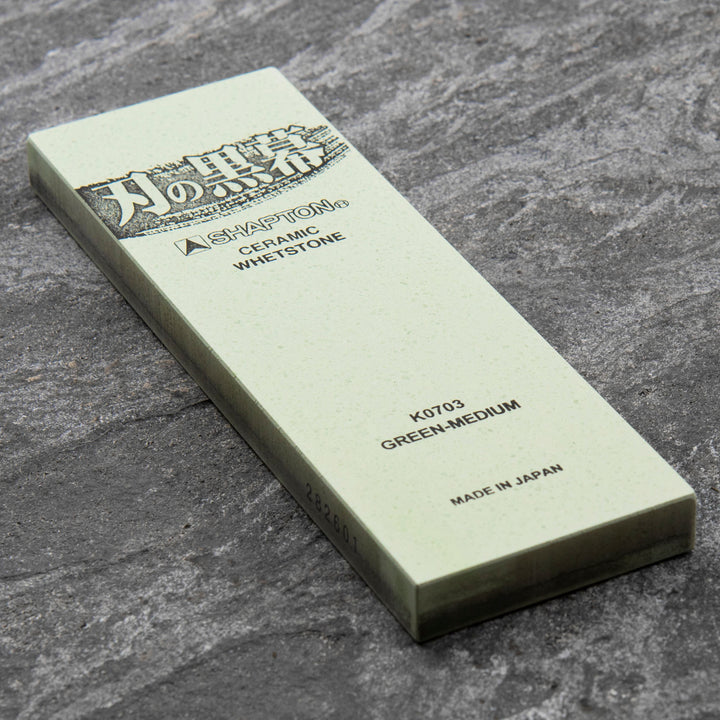 刃の黒幕
SHAPTON®
CERAMIC
WHETSTONE
K0703
GREEN-MEDIUM
MADE IN JAPAN
282601